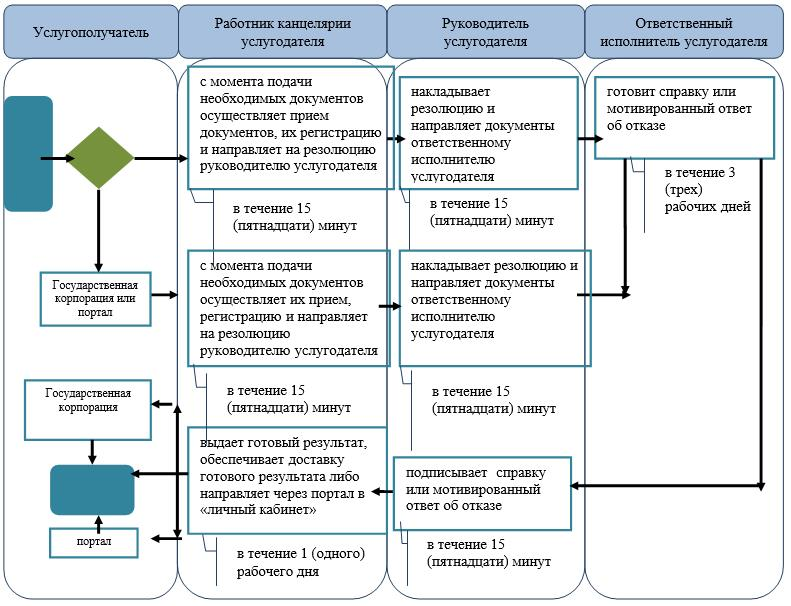 Услугополучатель
Работник канцелярии
услугодателя
Руководитель
услугодателя
Ответственный
исполнитель услугодателя
с момента подачи
необходимых документов
осуществляет прием
документов, их регистрацию
и направляет на резолюцию
руководителю услугодателя
накладывает
резолюцию и
направляет документы
ответственному
исполнителю
услугодателя
готовит справку или
мотивированный ответ
об отказе
в течение 15
(пятнадцати) минут
в течение 15
(пятнадцати) минут
в течение 3
(трех)
рабочих дней
Государственная
корпорация или
портал
с момента подачи
необходимых документов
осуществляет их прием,
регистрацию и направляет
на резолюцию
руководителю услугодателя
накладывает резолюцию и
направляет документы
ответственному
исполнителю
услугодателя
в течение 15
(пятнадцати) минут
в течение 15
(пятнадцати) минут
Государственная
корпорация
выдает готовый результат,
обеспечивает доставку
готового результата либо
направляет через портал в
«личный кабинет»
подписывает справку
или мотивированный
ответ об отказе
портал
в течение 1 (одного)
рабочего дня
в течение 15
(пятнадцати) минут